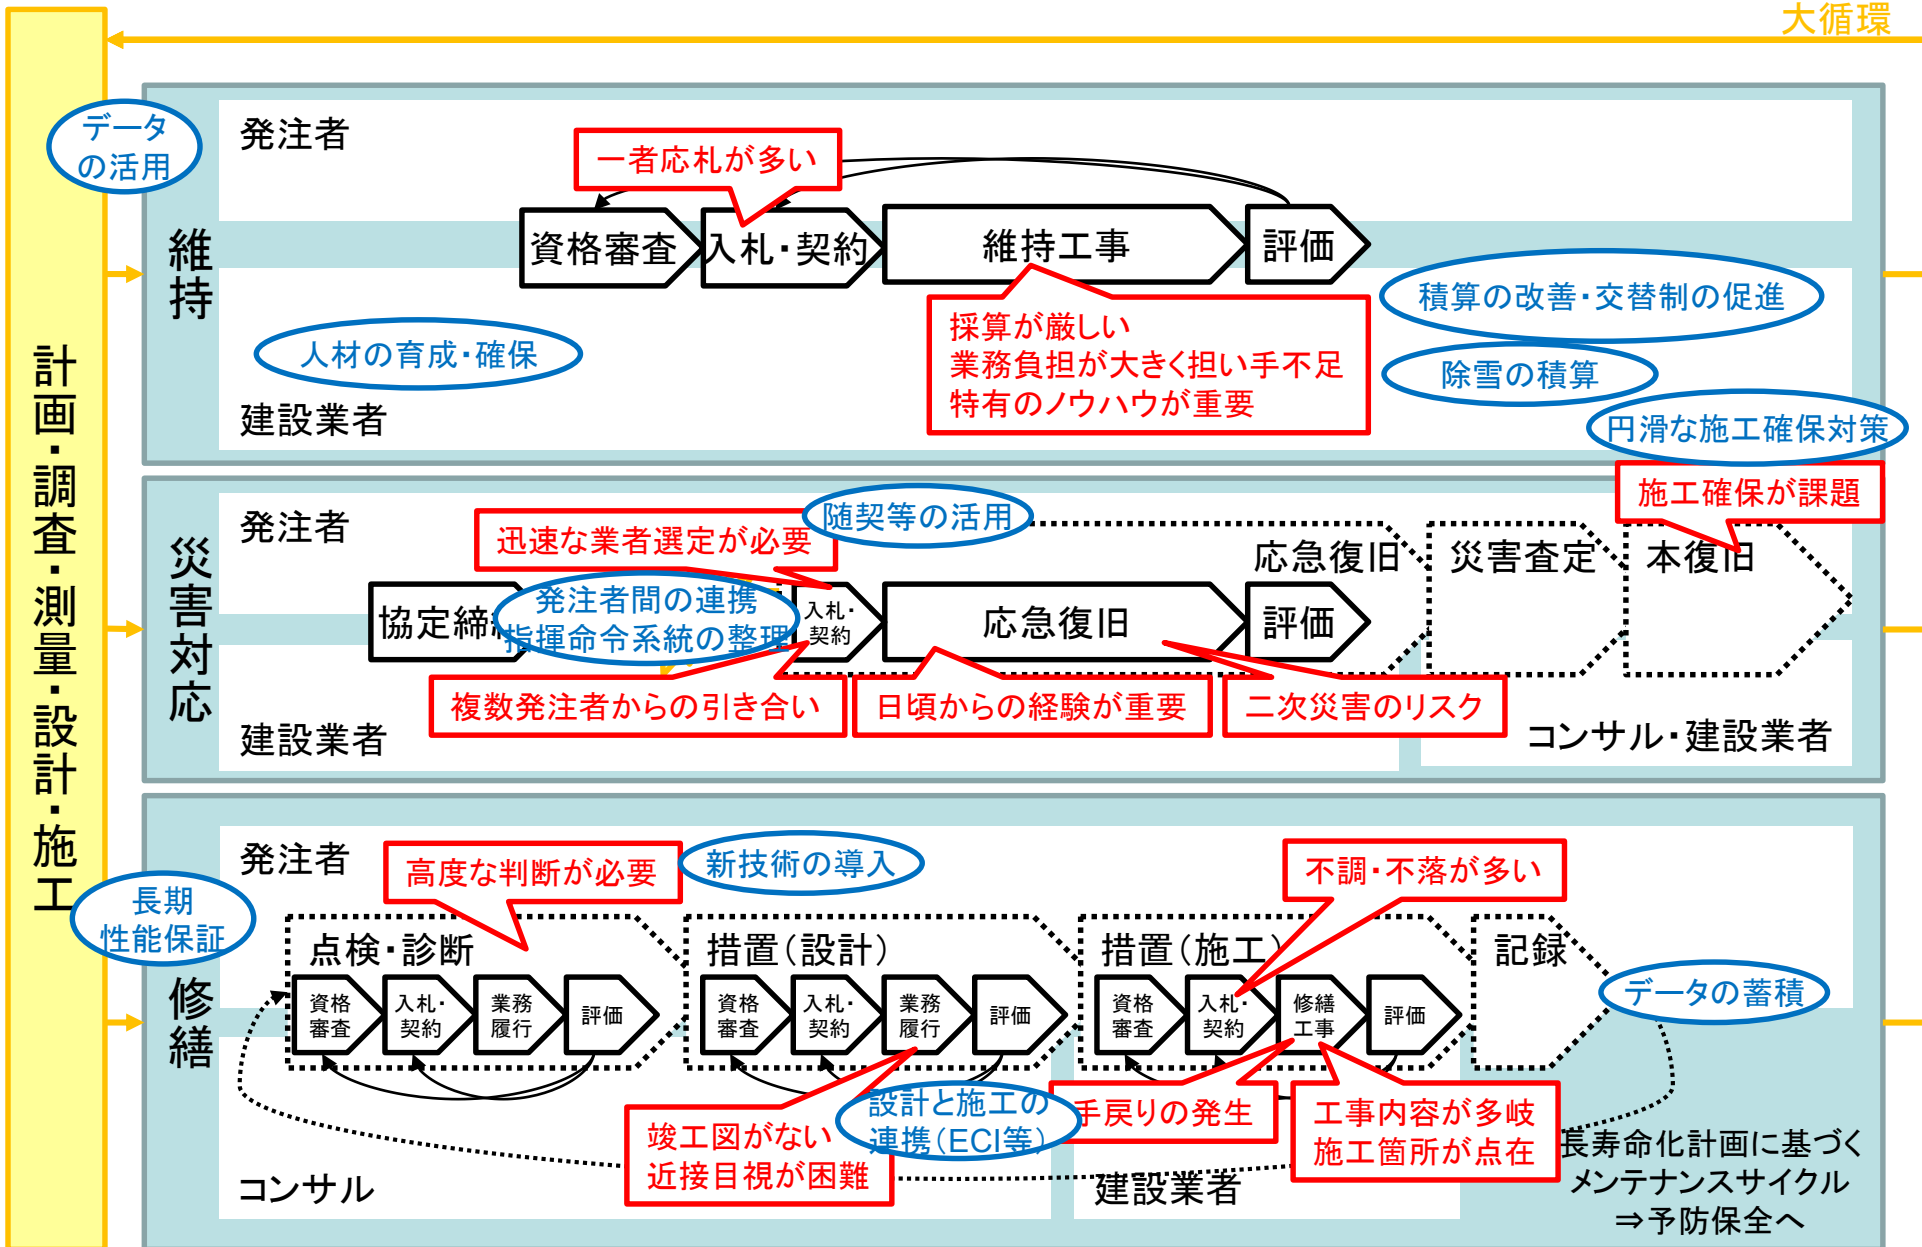 大循環
計画・調査・測量・設計・施工
データ
の活用
維持
発注者
一者応札が多い
資格審査
入札・契約
維持工事
評価
積算の改善・交替制の促進
採算が厳しい
業務負担が大きく担い手不足
特有のノウハウが重要
人材の育成・確保
除雪の積算
建設業者
円滑な施工確保対策
災害対応
発注者
随契等の活用
施工確保が課題
迅速な業者選定が必要
応急復旧
災害査定
本復旧
協定締
発注者間の連携
指揮命令系統の整理
入札・
契約
応急復旧
評価
複数発注者からの引き合い
日頃からの経験が重要
二次災害のリスク
建設業者
コンサル・建設業者
長期
性能保証
修繕
発注者
高度な判断が必要
新技術の導入
不調・不落が多い
点検・診断
措置(設計)
措置(施工)
記録
資格
審査
入札・
契約
業務
履行
評価
資格
審査
入札・
契約
業務
履行
評価
資格
審査
入札・
契約
修繕
工事
評価
データの蓄積
竣工図がない
近接目視が困難
設計と施工の
連携(ECI等)
手戻りの発生
工事内容が多岐
施工箇所が点在
長寿命化計画に基づく
メンテナンスサイクル
⇒予防保全へ
コンサル
建設業者